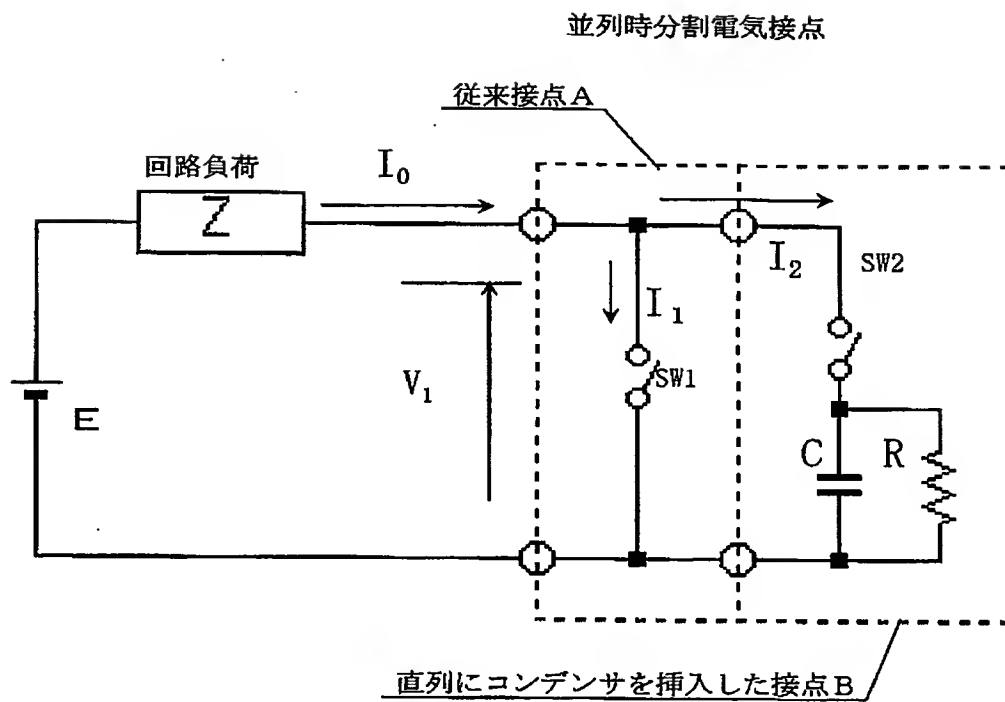 並列時分割電気接点
従来接点A
回路負荷
Z
I₀
I₂
SW2
I₁
SW1
V₁
E
C
R
直列にコンデンサを挿入した接点B